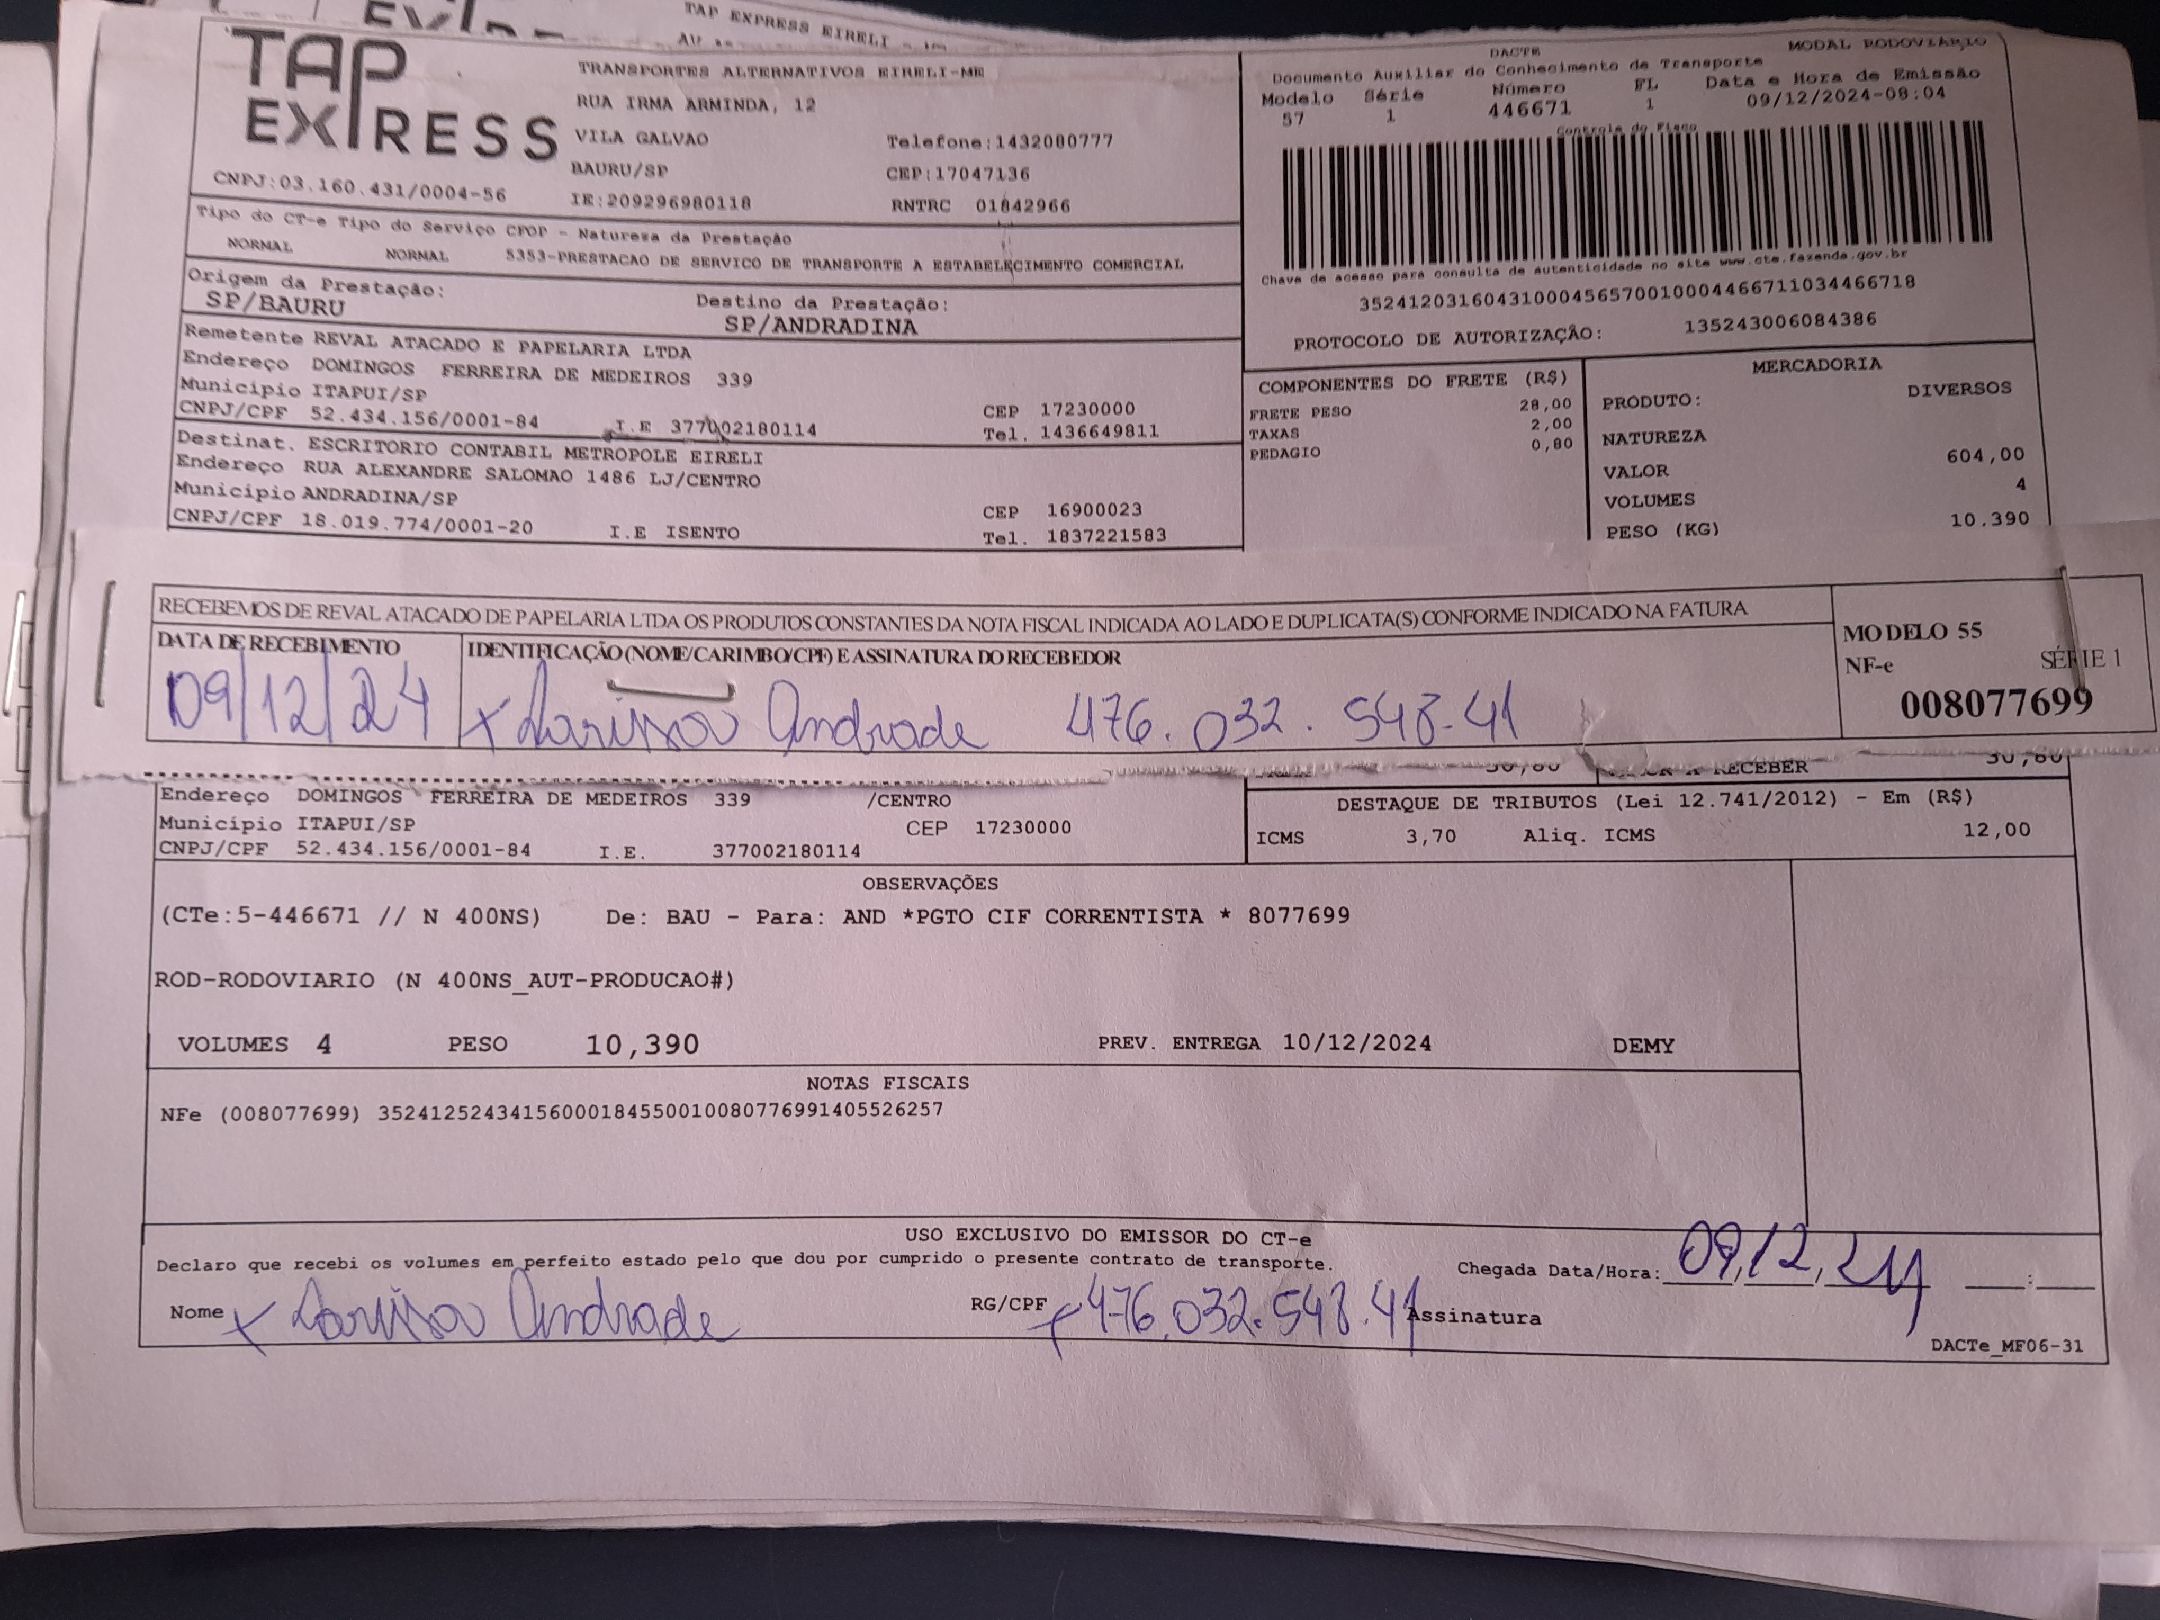 TAP EXPRESS EIRELI
TAP
EXPRESS
CNPJ:03.160.431/0004-56
TRANSPORTES ALTERNATIVOS EIRELI-ME
RUA IRMA ARMINDA, 12
VILA GALVAO Telefone:1432080777
BAURU/SP CEP:17047136
IE:209296980118 RNTRC 01842966
DACTE MODAL RODOVIARIO
Documento Auxiliar do Conhecimento de Transporte
Modelo Série Número FL Data e Hora de Emissão
57 1 446671 1 09/12/2024-08:04
Controle do Fisco
Chave de acesso para consulta de autenticidade no site www.cte.fazenda.gov.br
35241203160431000456570010004466711034466718
PROTOCOLO DE AUTORIZAÇÃO: 135243006084386
Tipo do CT-e Tipo do Serviço CFOP - Natureza da Prestação
NORMAL NORMAL 5353-PRESTACAO DE SERVICO DE TRANSPORTE A ESTABELECIMENTO COMERCIAL
Origem da Prestação: Destino da Prestação:
SP/BAURU SP/ANDRADINA
Remetente REVAL ATACADO E PAPELARIA LTDA
Endereço DOMINGOS FERREIRA DE MEDEIROS 339
Município ITAPUI/SP CEP 17230000
CNPJ/CPF 52.434.156/0001-84 I.E 377002180114 Tel. 1436649811
Destinat. ESCRITORIO CONTABIL METROPOLE EIRELI
Endereço RUA ALEXANDRE SALOMAO 1486 LJ/CENTRO
Município ANDRADINA/SP CEP 16900023
CNPJ/CPF 18.019.774/0001-20 I.E ISENTO Tel. 1837221583
COMPONENTES DO FRETE (R$)
FRETE PESO 28,00
TAXAS 2,00
PEDAGIO 0,80
MERCADORIA
PRODUTO: DIVERSOS
NATUREZA
VALOR 604,00
VOLUMES 4
PESO (KG) 10.390
RECEBEMOS DE REVAL ATACADO DE PAPELARIA LTDA OS PRODUTOS CONSTANTES DA NOTA FISCAL INDICADA AO LADO E DUPLICATA(S) CONFORME INDICADO NA FATURA
DATA DE RECEBIMENTO IDENTIFICAÇÃO (NOME/CARIMBO/CPF) E ASSINATURA DO RECEBEDOR
09/12/24 x Larissa Andrade 476.032.548-41
MODELO 55
NF-e SÉRIE 1
008077699
30,80 A RECEBER 30,80
Endereço DOMINGOS FERREIRA DE MEDEIROS 339 /CENTRO
Município ITAPUI/SP CEP 17230000
CNPJ/CPF 52.434.156/0001-84 I.E. 377002180114
DESTAQUE DE TRIBUTOS (Lei 12.741/2012) - Em (R$)
ICMS 3,70 Aliq. ICMS 12,00
OBSERVAÇÕES
(CTe:5-446671 // N 400NS) De: BAU - Para: AND *PGTO CIF CORRENTISTA * 8077699
ROD-RODOVIARIO (N 400NS_AUT-PRODUCAO#)
VOLUMES 4 PESO 10,390 PREV. ENTREGA 10/12/2024 DEMY
NOTAS FISCAIS
NFe (008077699) 35241252434156000184550010080776991405526257
USO EXCLUSIVO DO EMISSOR DO CT-e
Declaro que recebi os volumes em perfeito estado pelo que dou por cumprido o presente contrato de transporte.
Chegada Data/Hora: 09,12,24 __:__
Nome x Larissa Andrade RG/CPF x 476.032.548.41 Assinatura
DACTe_MF06-31